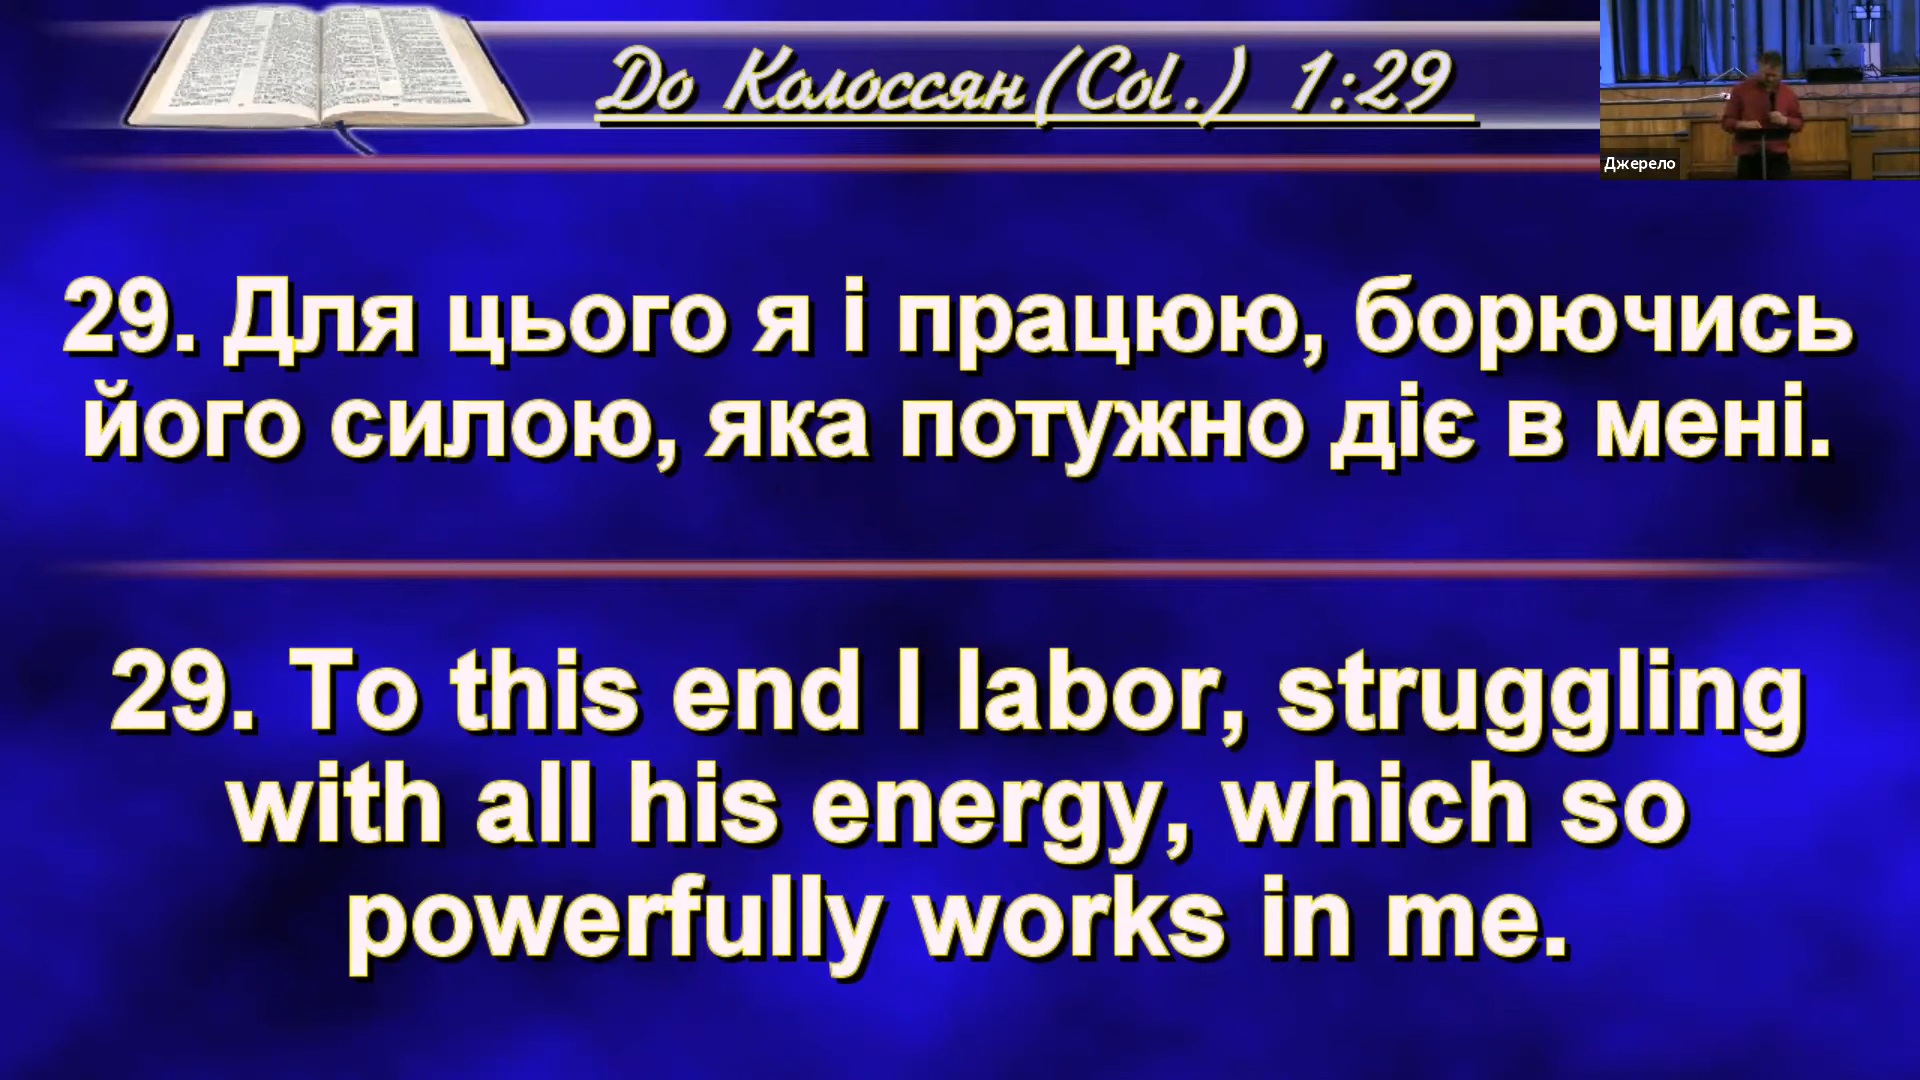 До Колоссян(Col.) 1:29
Джерело
29. Для цього я і працюю, борючись
його силою, яка потужно діє в мені.
29. To this end I labor, struggling
with all his energy, which so
powerfully works in me.